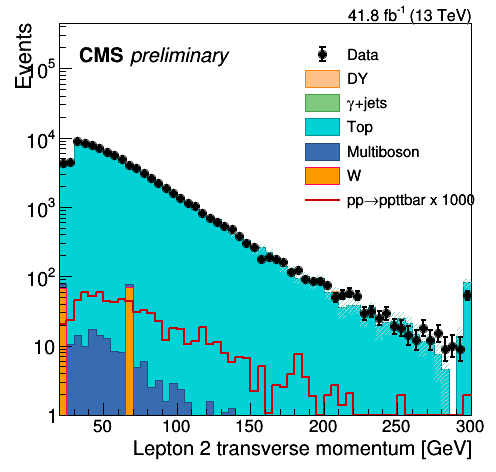 41.8 fb⁻¹ (13 TeV)
Events
CMS preliminary
Data
DY
γ+jets
Top
Multiboson
W
pp→ppttbar x 1000
10⁵
10⁴
10³
10²
10
1
50 100 150 200 250 300
Lepton 2 transverse momentum [GeV]